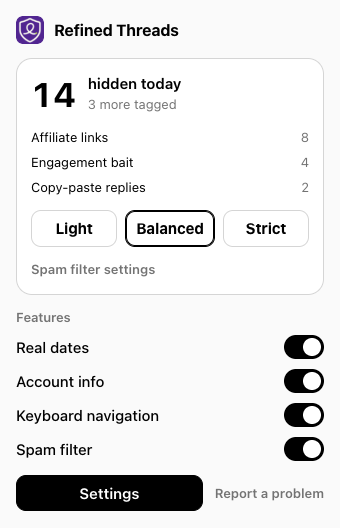 Refined Threads
14
hidden today
3 more tagged
Affiliate links 8
Engagement bait 4
Copy-paste replies 2
Light Balanced Strict
Spam filter settings
Features
Real dates
Account info
Keyboard navigation
Spam filter
Settings Report a problem